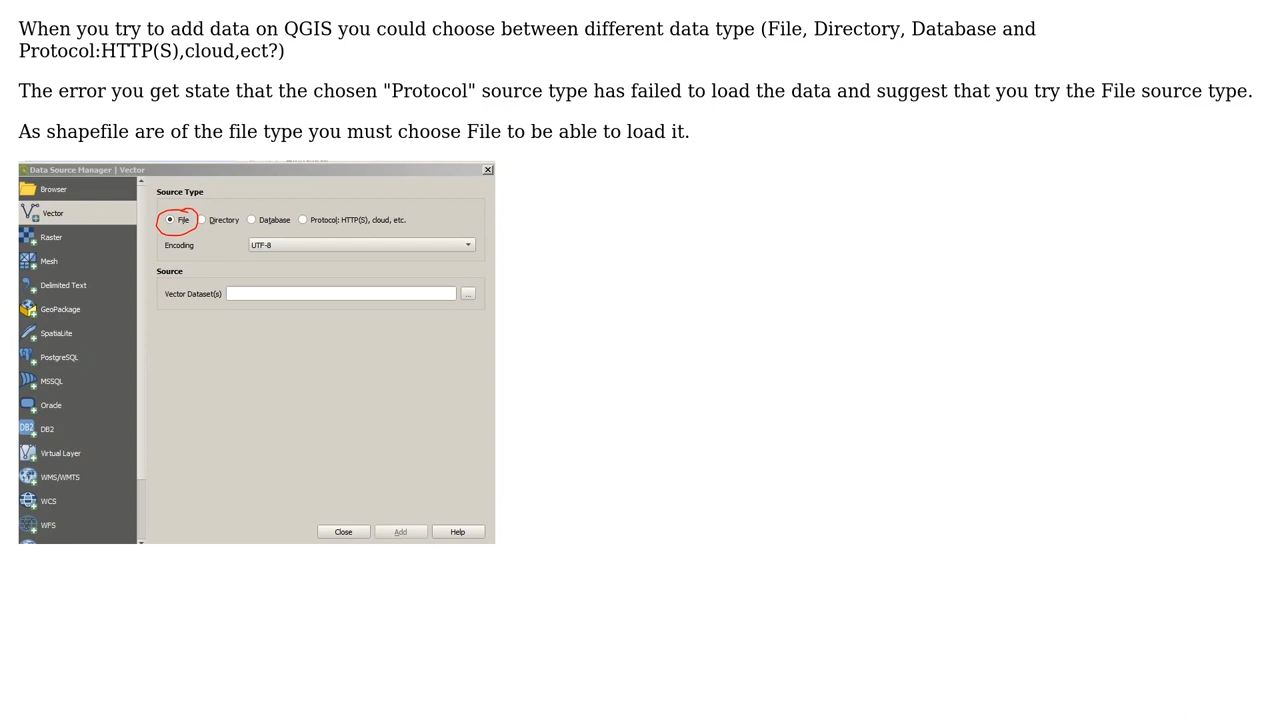 When you try to add data on QGIS you could choose between different data type (File, Directory, Database and
Protocol:HTTP(S),cloud,ect?)
The error you get state that the chosen "Protocol" source type has failed to load the data and suggest that you try the File source type.
As shapefile are of the file type you must choose File to be able to load it.
Data Source Manager | Vector
Browser
Vector
Raster
Mesh
Delimited Text
GeoPackage
SpatiaLite
PostgreSQL
MSSQL
Oracle
DB2
DB2
Virtual Layer
WMS/WMTS
WCS
WFS
Source Type
File Directory Database Protocol: HTTP(S), cloud, etc.
Encoding UTF-8
Source
Vector Dataset(s) ...
Close Add Help